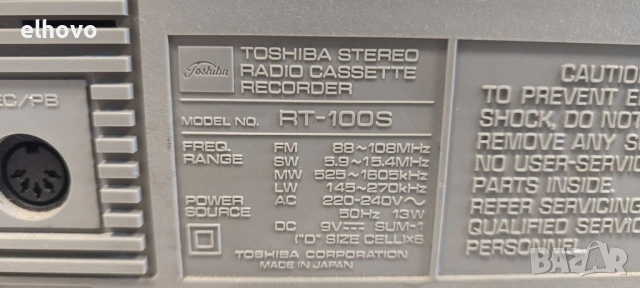 elhovo
EC/PB
Toshiba
TOSHIBA STEREO
RADIO CASSETTE
RECORDER
MODEL NO. RT-100S
FREQ. RANGE
FM 88~108MHz
SW 5.9~15.4MHz
MW 525~1605kHz
LW 145~270kHz
POWER SOURCE
AC 220-240V~
50Hz 13W
DC 9V⎓ SUM-1
("D" SIZE CELL)×6
TOSHIBA CORPORATION
MADE IN JAPAN
CAUTIO
TO PREVENT E
SHOCK, DO NOT
REMOVE ANY S
NO USER-SERVIC
PARTS INSIDE.
REFER SERVICING
QUALIFIED SERVIC
PERSONNEL.
BAZAR